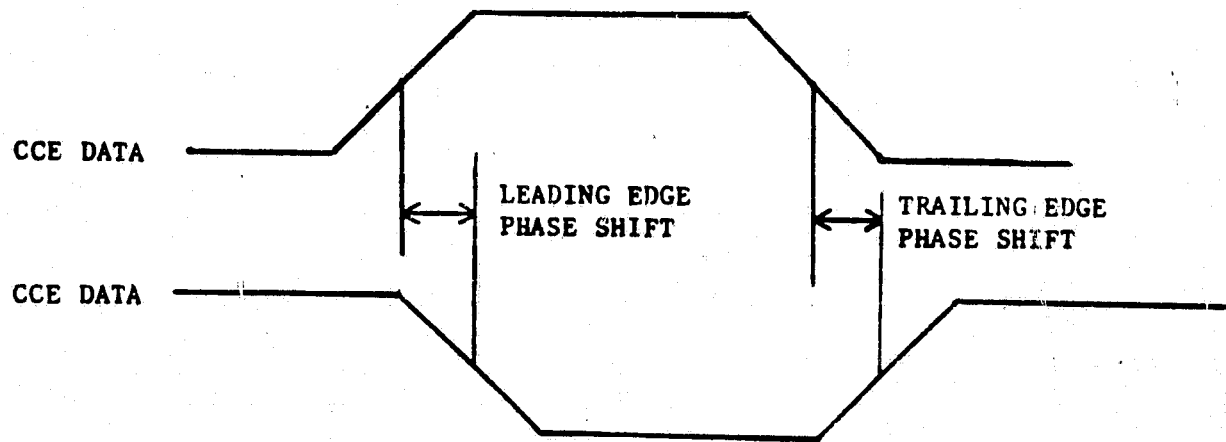 CCE DATA
LEADING EDGE
PHASE SHIFT
TRAILING EDGE
PHASE SHIFT
CCE DATA